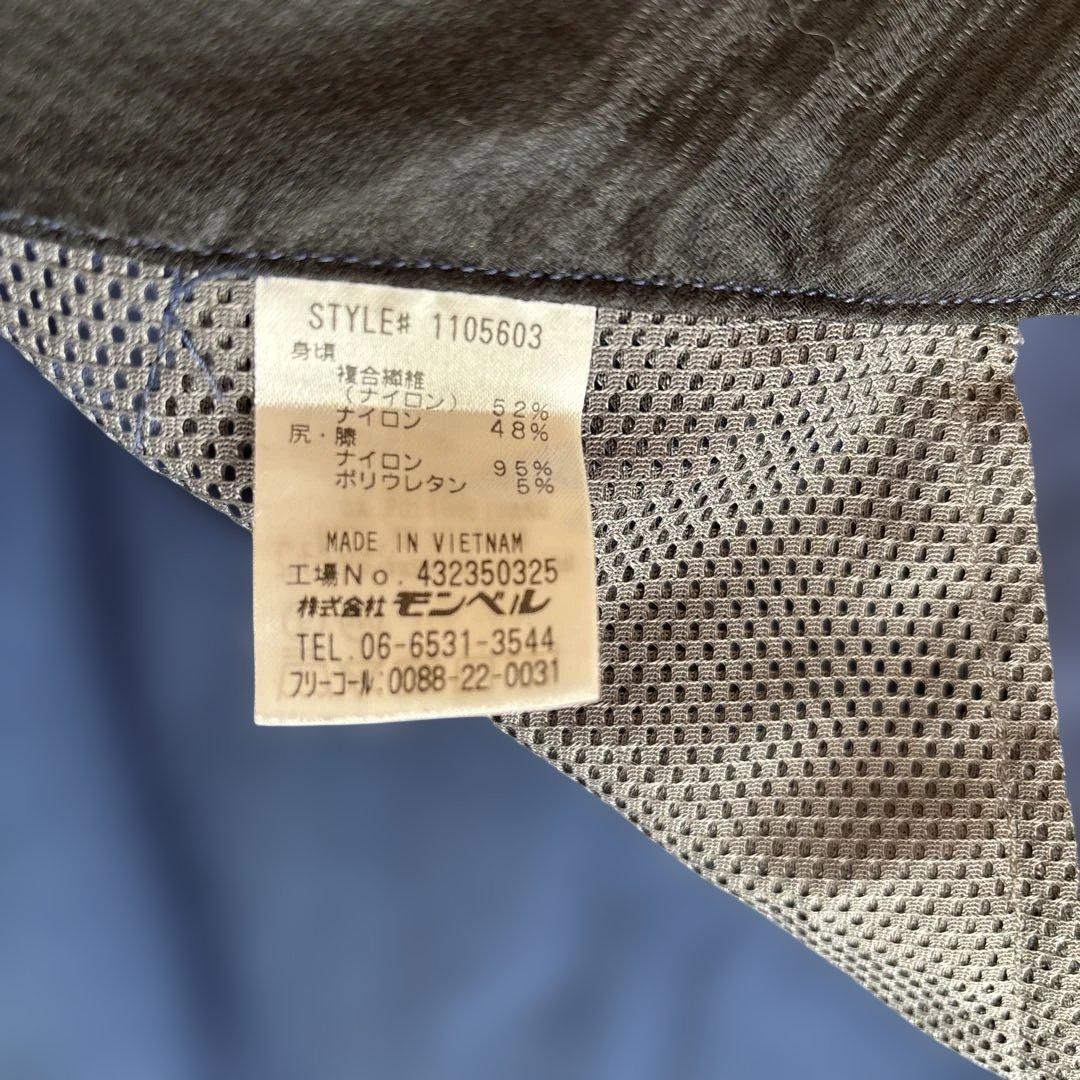 STYLE# 1105603
身頃
複合繊維
(ナイロン) 52%
ナイロン 48%
尻・膝
ナイロン 95%
ポリウレタン 5%
MADE IN VIETNAM
工場No. 432350325
株式会社 モンベル
TEL.06-6531-3544
フリーコール:0088-22-0031